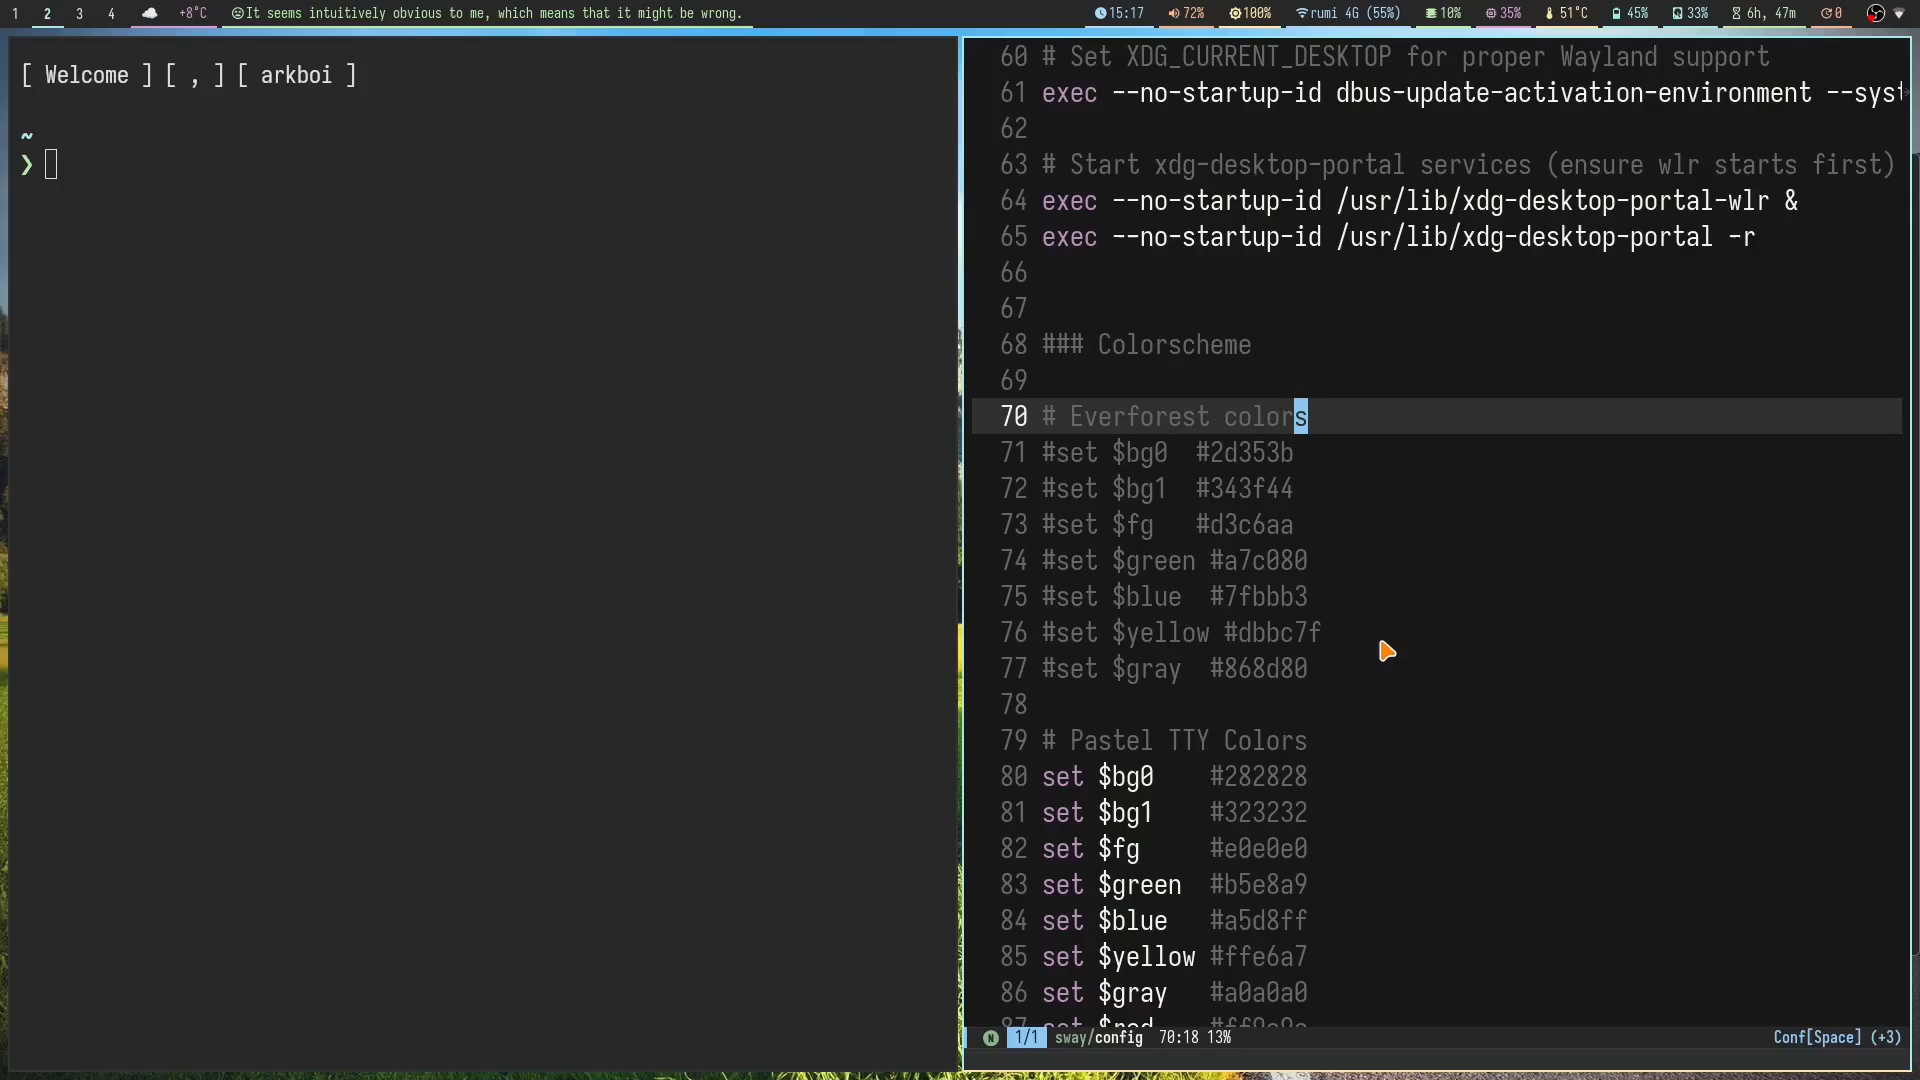 1 2 3 4 +8°C It seems intuitively obvious to me, which means that it might be wrong. 15:17 72% 100% rumi 4G (55%) 10% 35% 51°C 45% 33% 6h, 47m 0
[ Welcome ] [ , ] [ arkboi ]
~
❯
60 # Set XDG_CURRENT_DESKTOP for proper Wayland support
61 exec --no-startup-id dbus-update-activation-environment --syst
62
63 # Start xdg-desktop-portal services (ensure wlr starts first)
64 exec --no-startup-id /usr/lib/xdg-desktop-portal-wlr &
65 exec --no-startup-id /usr/lib/xdg-desktop-portal -r
66
67
68 ### Colorscheme
69
70 # Everforest colors
71 #set $bg0  #2d353b
72 #set $bg1  #343f44
73 #set $fg   #d3c6aa
74 #set $green #a7c080
75 #set $blue  #7fbbb3
76 #set $yellow #dbbc7f
77 #set $gray  #868d80
78
79 # Pastel TTY Colors
80 set $bg0    #282828
81 set $bg1    #323232
82 set $fg     #e0e0e0
83 set $green  #b5e8a9
84 set $blue   #a5d8ff
85 set $yellow #ffe6a7
86 set $gray   #a0a0a0
87 set $red
N 1/1 sway/config 70:18 13% Conf[Space] (+3)